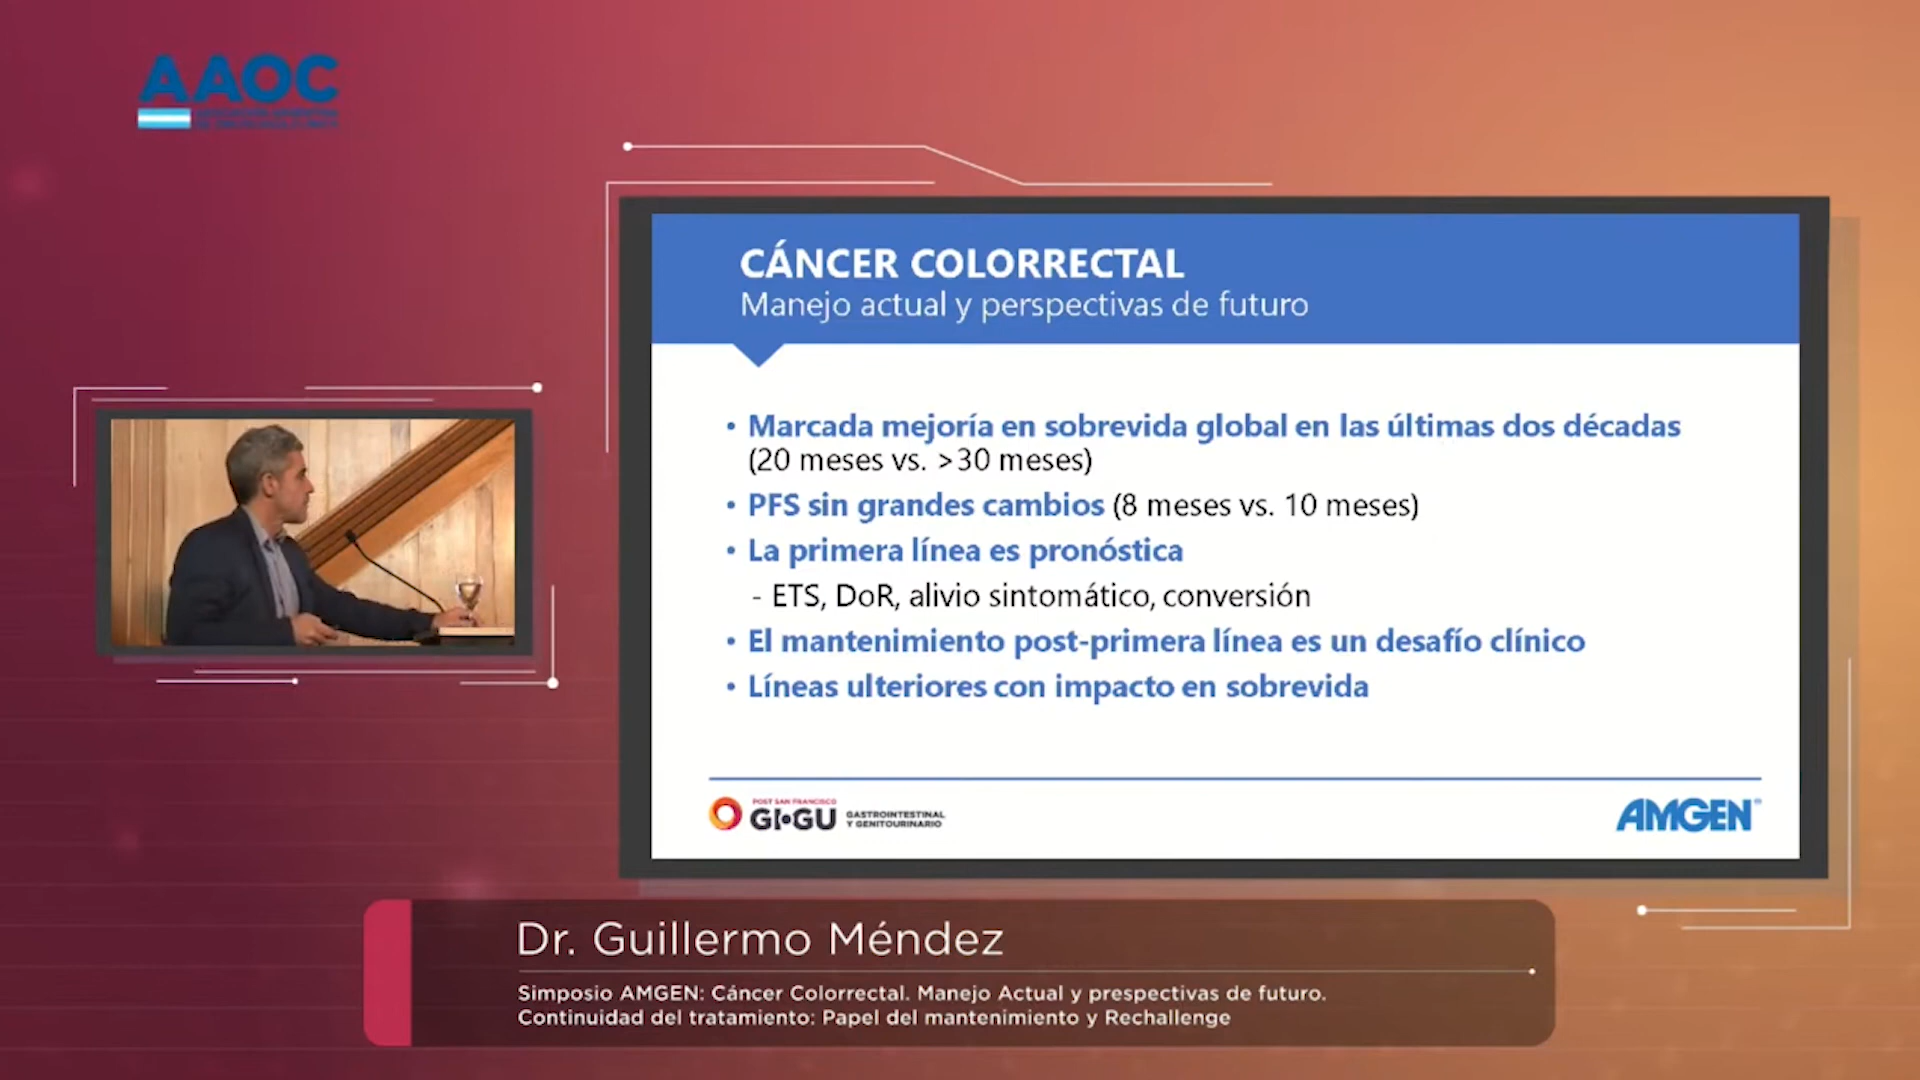 AAOC
CÁNCER COLORRECTAL
Manejo actual y perspectivas de futuro
• Marcada mejoría en sobrevida global en las últimas dos décadas
(20 meses vs. >30 meses)
• PFS sin grandes cambios (8 meses vs. 10 meses)
• La primera línea es pronóstica
- ETS, DoR, alivio sintomático, conversión
• El mantenimiento post-primera línea es un desafío clínico
• Líneas ulteriores con impacto en sobrevida
POST SAN FRANCISCO
GI•GU
GASTROINTESTINAL
Y GENITOURINARIO
AMGEN®
Dr. Guillermo Méndez
Simposio AMGEN: Cáncer Colorrectal. Manejo Actual y prespectivas de futuro.
Continuidad del tratamiento: Papel del mantenimiento y Rechallenge